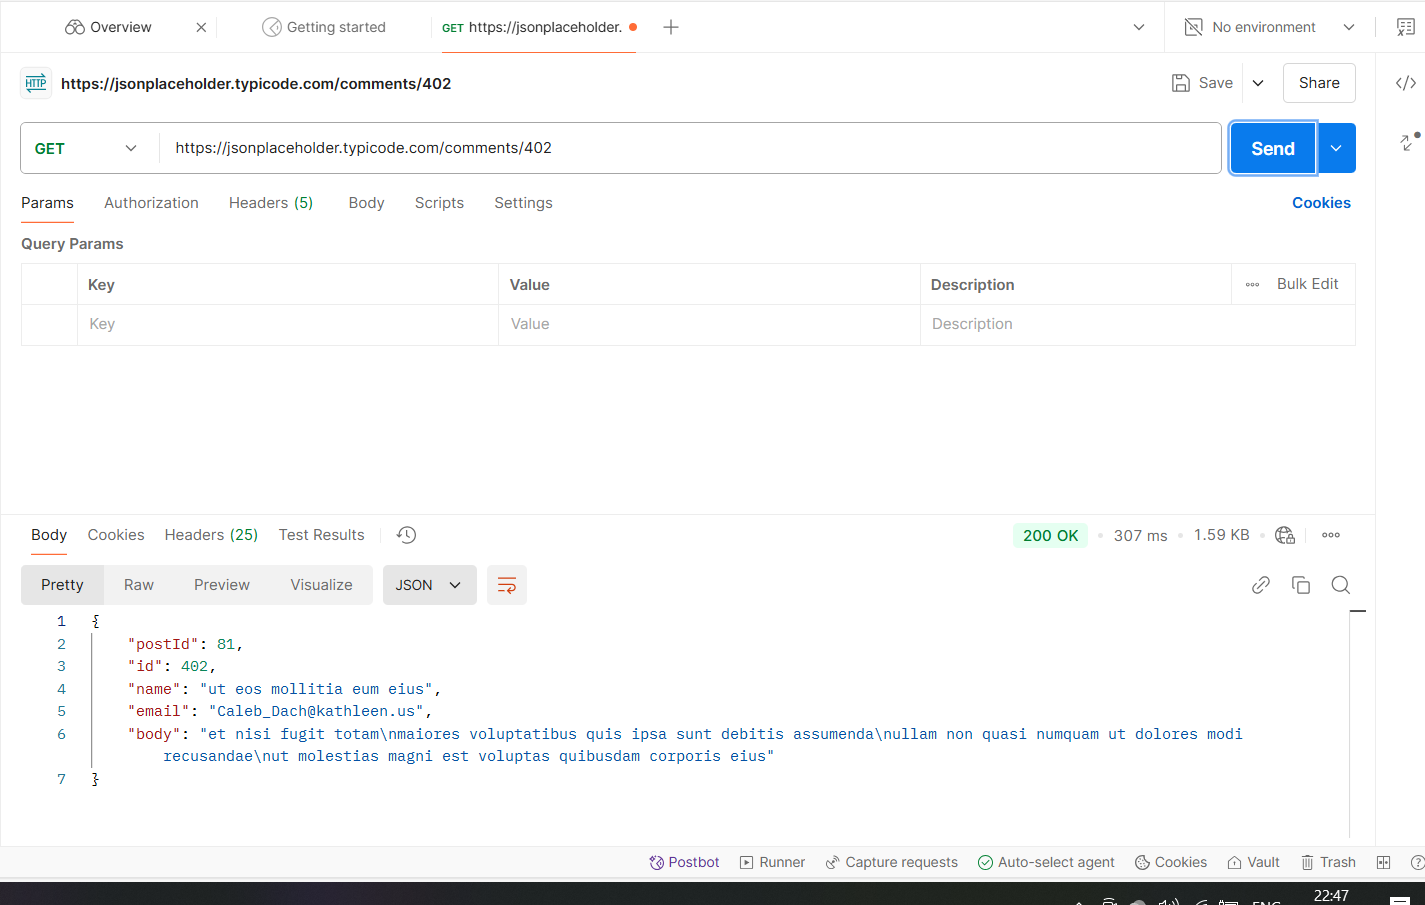 Overview
Getting started
GET https://jsonplaceholder.
No environment
HTTP https://jsonplaceholder.typicode.com/comments/402
Save
Share
GET
https://jsonplaceholder.typicode.com/comments/402
Send
Params Authorization Headers (5) Body Scripts Settings Cookies
Query Params
Key Value Description Bulk Edit
Key Value Description
Body Cookies Headers (25) Test Results 200 OK • 307 ms • 1.59 KB
Pretty Raw Preview Visualize JSON
1 {
2 "postId": 81,
3 "id": 402,
4 "name": "ut eos mollitia eum eius",
5 "email": "Caleb_Dach@kathleen.us",
6 "body": "et nisi fugit totam\nmaiores voluptatibus quis ipsa sunt debitis assumenda\nullam non quasi numquam ut dolores modi
recusandae\nut molestias magni est voluptas quibusdam corporis eius"
7 }
Postbot Runner Capture requests Auto-select agent Cookies Vault Trash
22:47
ENG